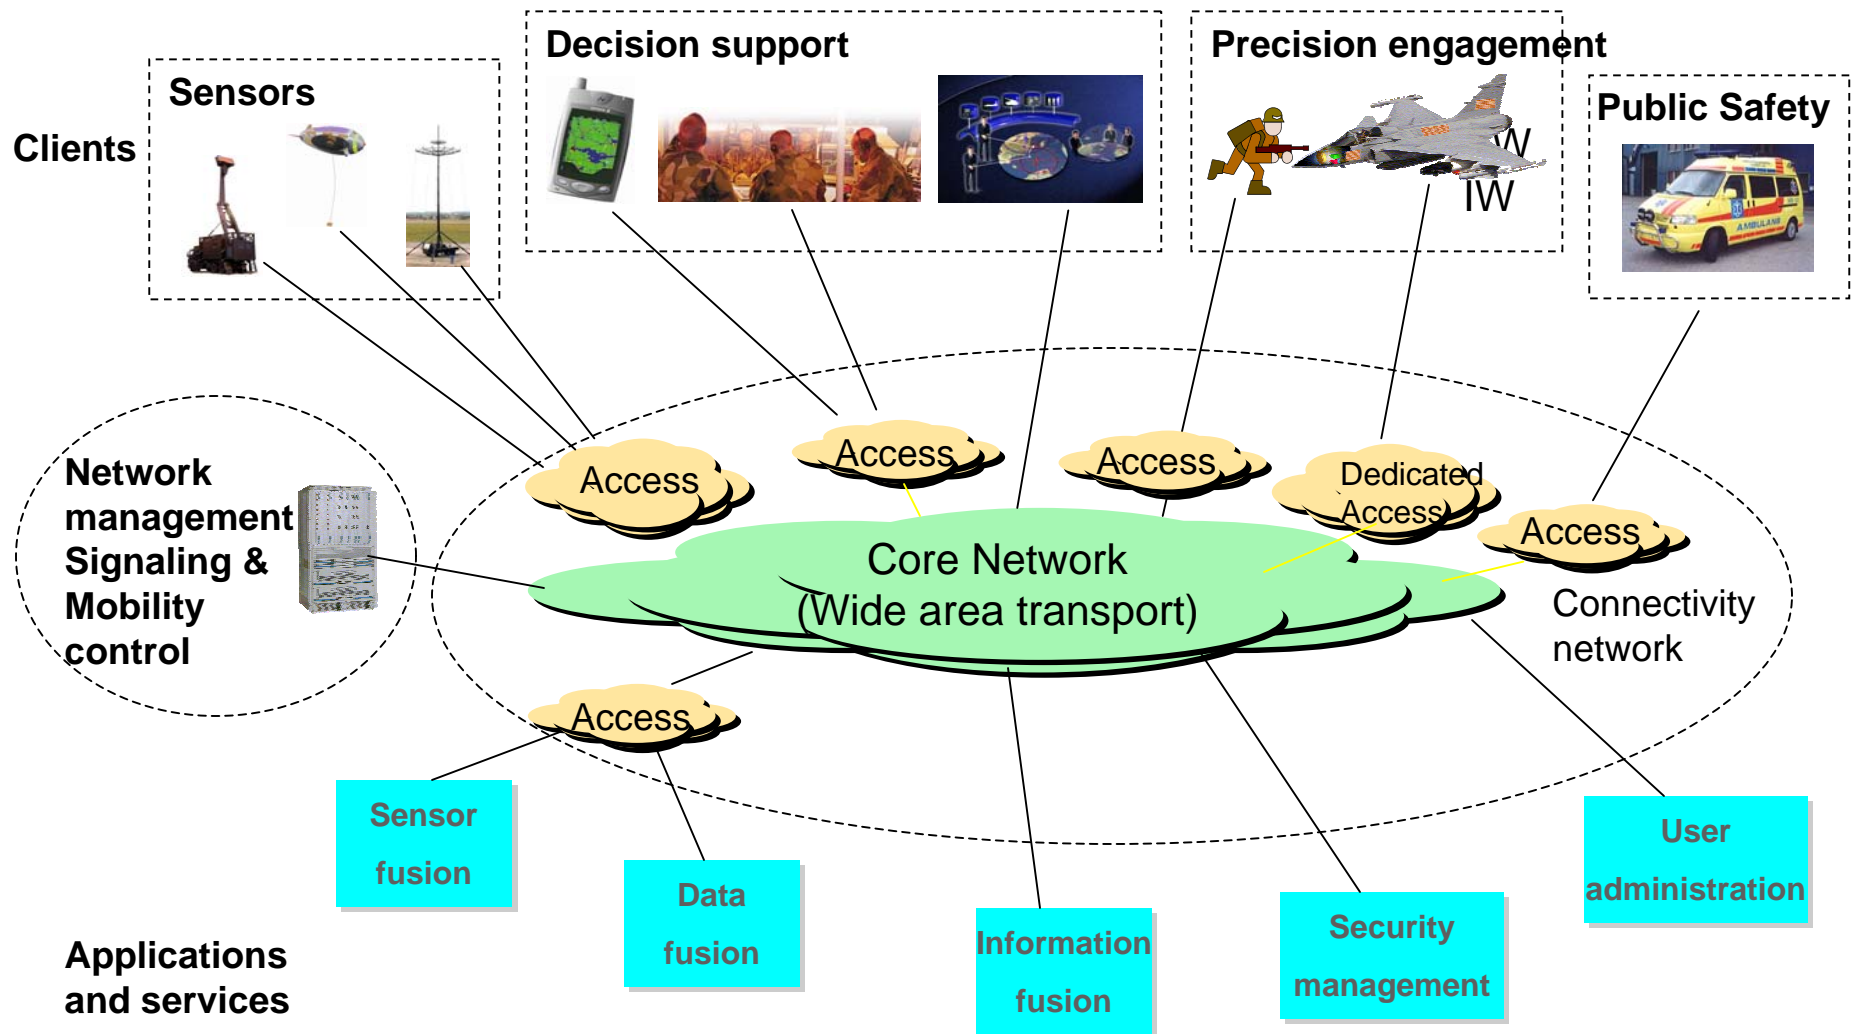 Decision support
Precision engagement
Sensors
Public Safety
Clients
W
IW
AMBULANS
Access
Access
Access
Dedicated
Access
Access
Network
management
Signaling &
Mobility
control
Core Network
(Wide area transport)
Connectivity
network
Access
Sensor
fusion
Data
fusion
Information
fusion
Security
management
User
administration
Applications
and services